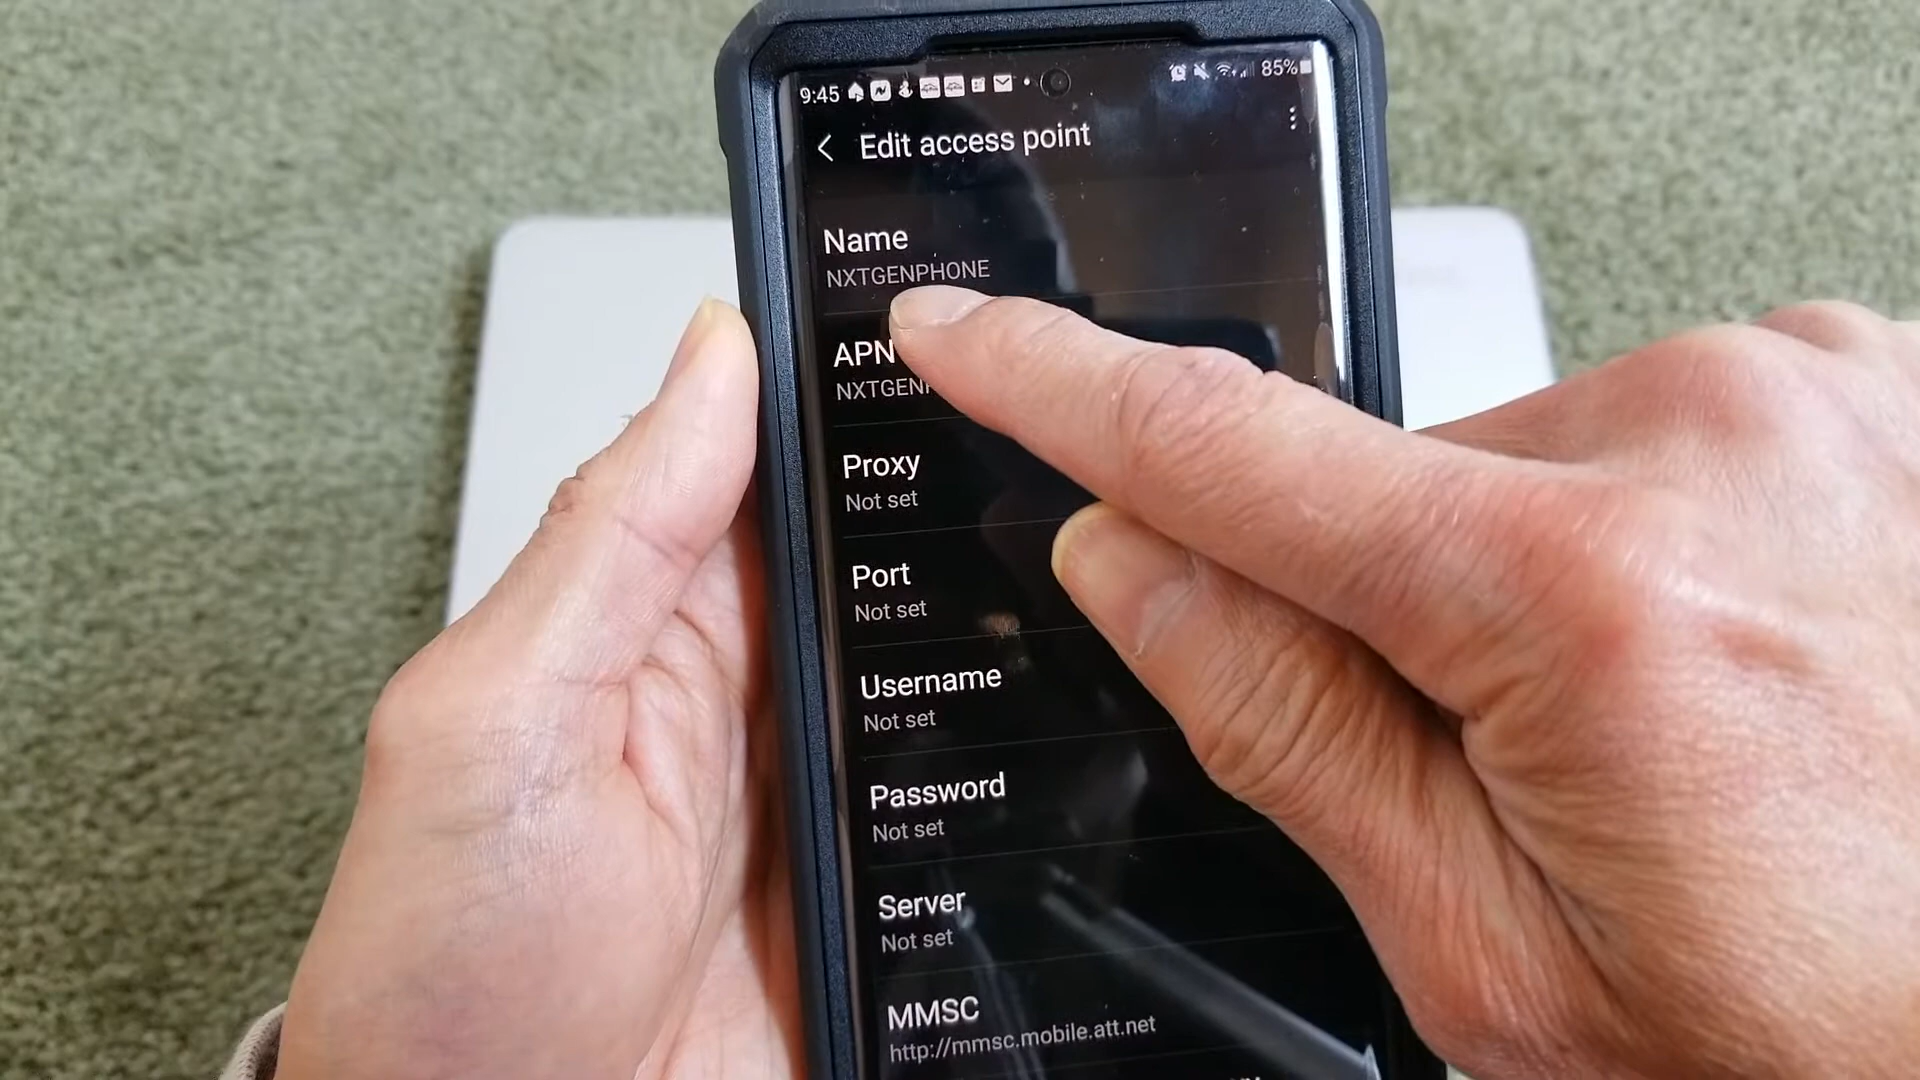 9:45
85%
Edit access point
Name
NXTGENPHONE
APN
Proxy
Not set
Port
Not set
Username
Not set
Password
Not set
Server
Not set
MMSC
http://mmsc.mobile.att.net